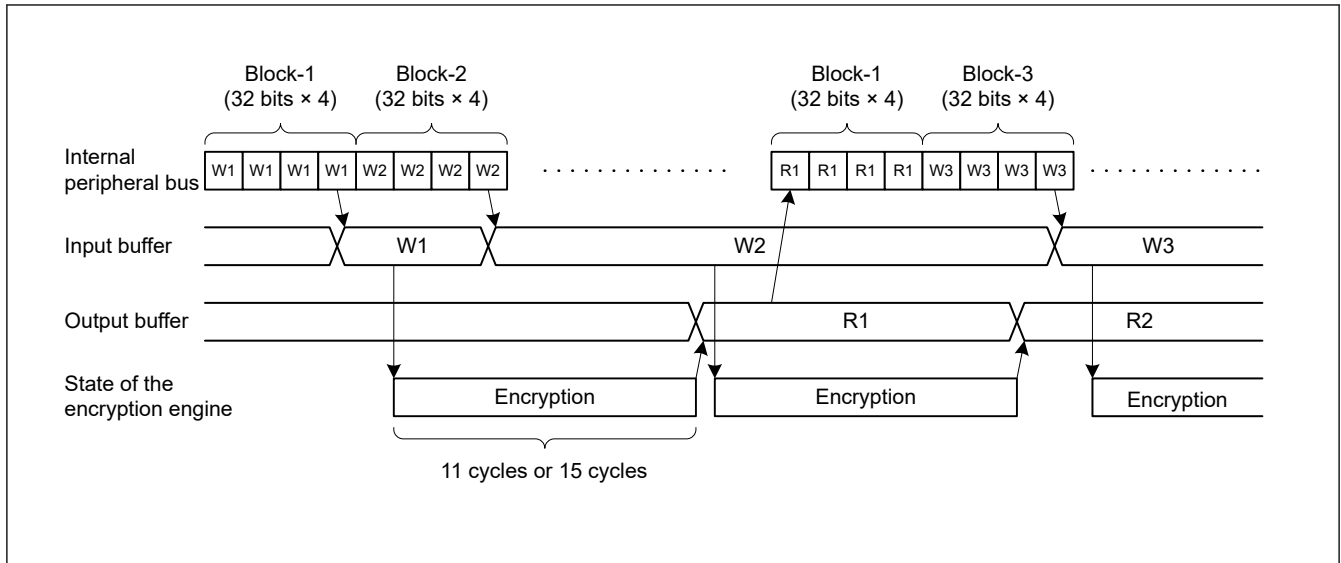 Block-1
(32 bits × 4)
Block-2
(32 bits × 4)
Block-1
(32 bits × 4)
Block-3
(32 bits × 4)
Internal
peripheral bus
W1 W1 W1 W1 W2 W2 W2 W2 R1 R1 R1 R1 W3 W3 W3 W3
Input buffer
W1 W2 W3
Output buffer
R1 R2
State of the
encryption engine
Encryption Encryption Encryption
11 cycles or 15 cycles